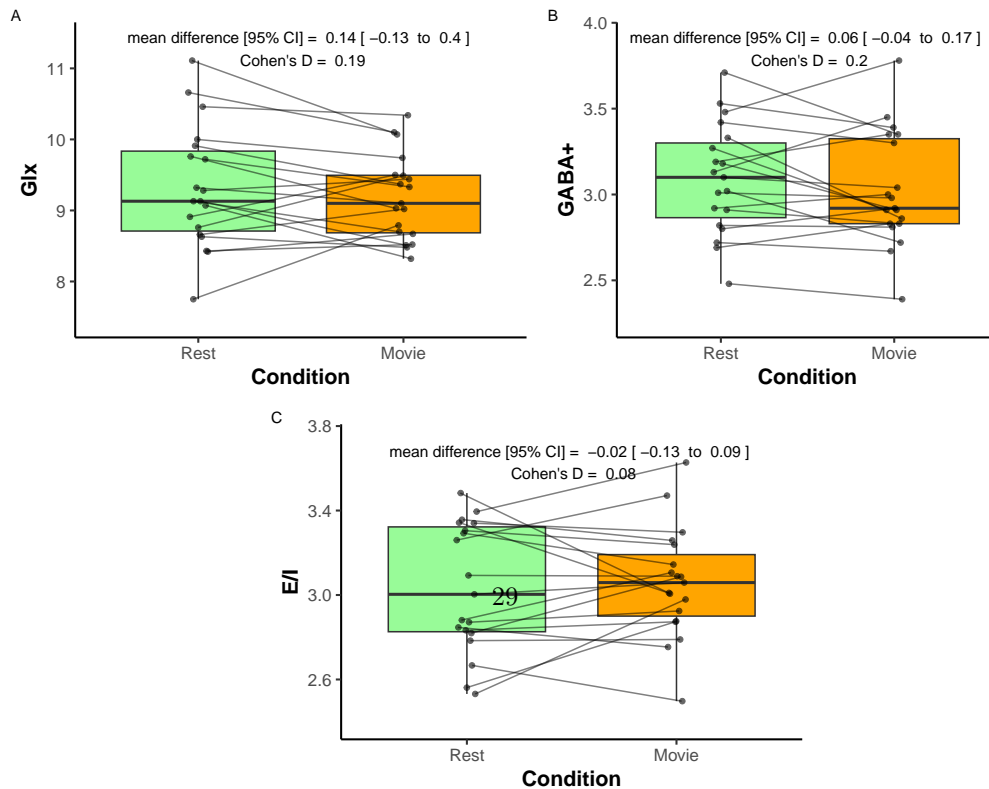 A
mean difference [95% CI] = 0.14 [ −0.13 to 0.4 ]
Cohen's D = 0.19
Glx
11
10
9
8
Rest
Movie
Condition
B
mean difference [95% CI] = 0.06 [ −0.04 to 0.17 ]
Cohen's D = 0.2
GABA+
4.0
3.5
3.0
2.5
Rest
Movie
Condition
C
mean difference [95% CI] = −0.02 [ −0.13 to 0.09 ]
Cohen's D = 0.08
E/I
3.8
3.4
3.0
2.6
29
Rest
Movie
Condition